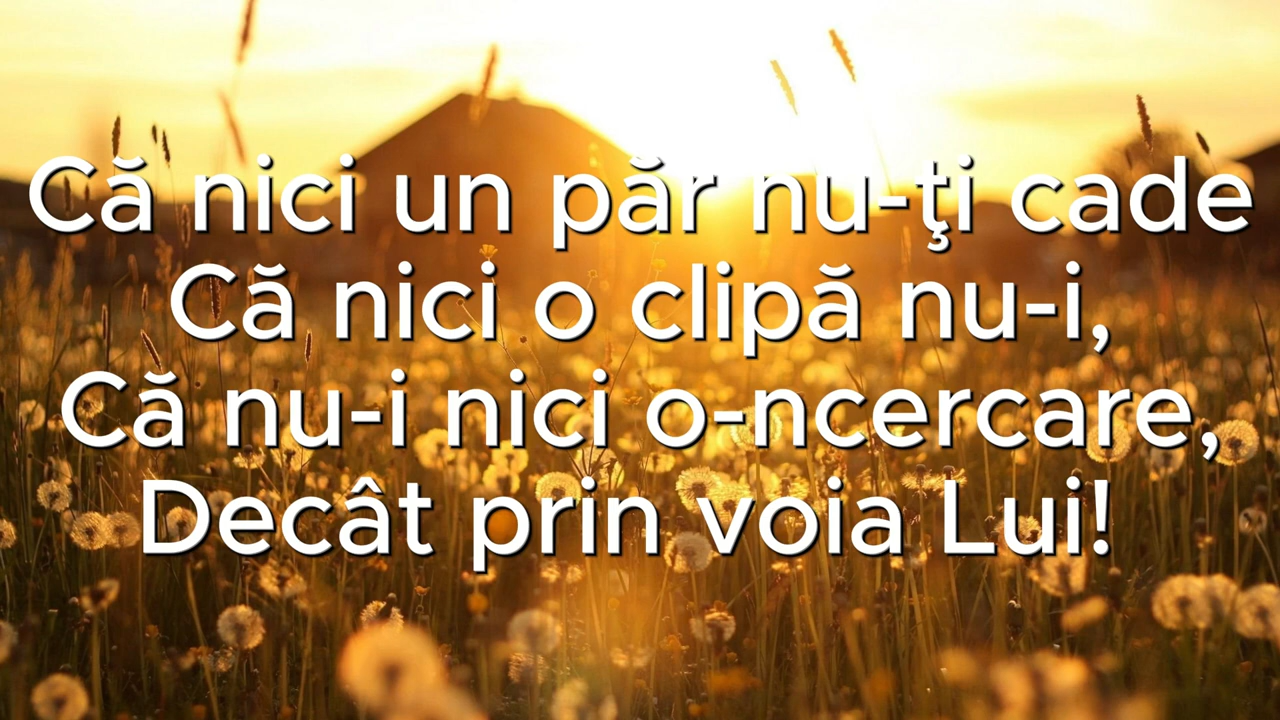 Că nici un păr nu-ţi cade
Că nici o clipă nu-i,
Că nu-i nici o-ncercare,
Decât prin voia Lui!